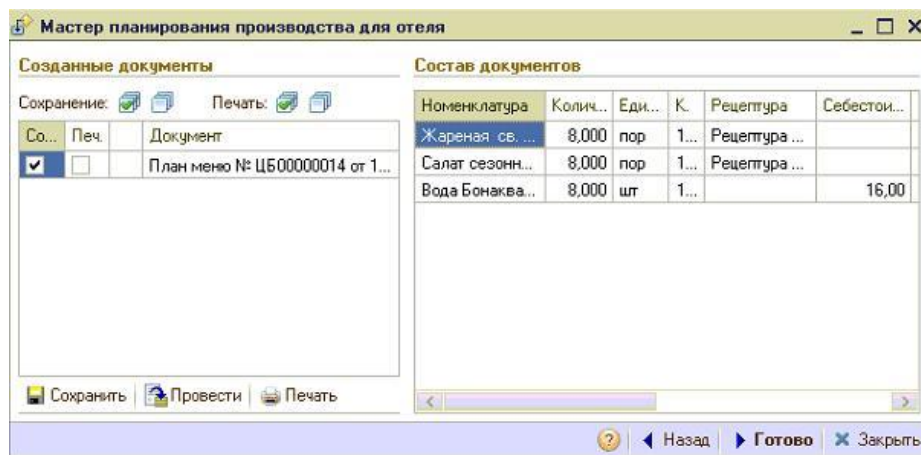 Мастер планирования производства для отеля
Созданные документы
Сохранение: Печать:
Со... Печ. Документ
План меню № ЦБ00000014 от 1...
Сохранить Провести Печать
Состав документов
Номенклатура Колич... Еди... К. Рецептура Себестои...
Жареная св. ... 8,000 пор 1... Рецептура ...
Салат сезонн... 8,000 пор 1... Рецептура ...
Вода Бонаква... 8,000 шт 1... 16,00
? Назад Готово Закрыть